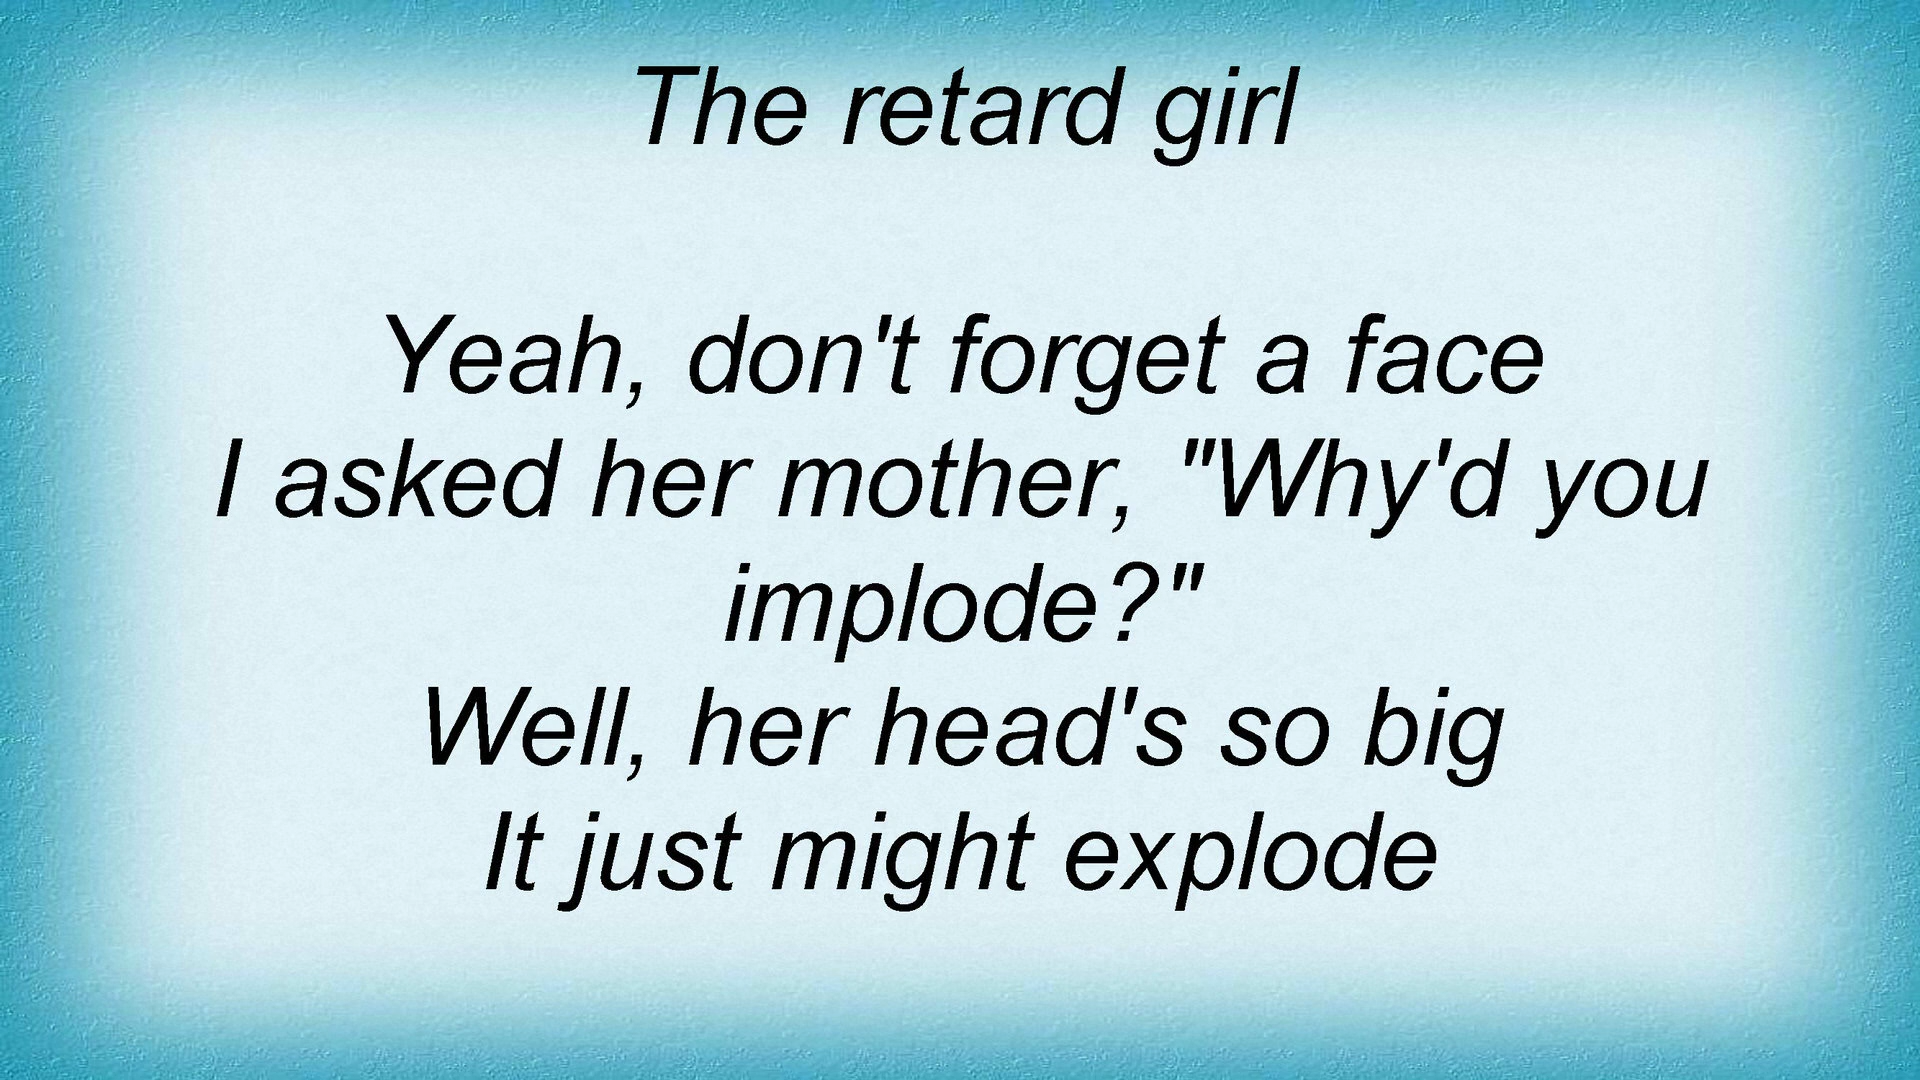 The retard girl
Yeah, don't forget a face
I asked her mother, "Why'd you
implode?"
Well, her head's so big
It just might explode